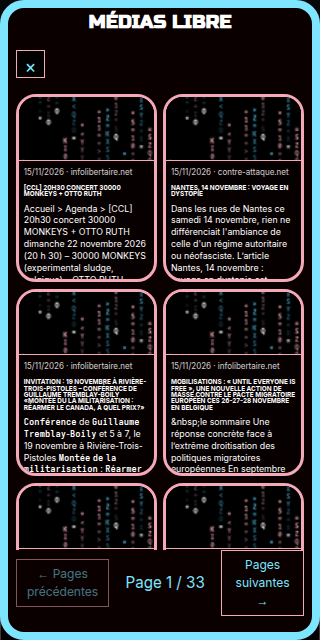 MÉDIAS LIBRE
×
15/11/2026 · infolibertaire.net
[CCL] 20H30 CONCERT 30000
MONKEYS + OTTO RUTH
Accueil > Agenda > [CCL]
20h30 concert 30000
MONKEYS + OTTO RUTH
dimanche 22 novembre 2026
(20 h 30) – 30000 MONKEYS
(experimental sludge,
15/11/2026 · contre-attaque.net
NANTES, 14 NOVEMBRE : VOYAGE EN
DYSTOPIE
Dans les rues de Nantes ce
samedi 14 novembre, rien ne
différenciait l'ambiance de
celle d'un régime autoritaire
ou néofasciste. L'article
Nantes, 14 novembre :
15/11/2026 · infolibertaire.net
INVITATION : 19 NOVEMBRE À RIVIÈRE-
TROIS-PISTOLES – CONFÉRENCE DE
GUILLAUME TREMBLAY-BOILY
«MONTÉE DU LA MILITARISATION :
RÉARMER LE CANADA, À QUEL PRIX?»
Conférence de Guillaume
Tremblay-Boily et 5 à 7, le
19 novembre à Rivière-Trois-
Pistoles Montée de la
militarisation : Réarmer
15/11/2026 · infolibertaire.net
MOBILISATIONS : « UNTIL EVERYONE IS
FREE », UNE NOUVELLE ACTION DE
MASSE CONTRE LE PACTE MIGRATOIRE
EUROPÉEN CES 26-27-28 NOVEMBRE
EN BELGIQUE
&nbsp;le sommaire Une
réponse concrète face à
l'extrême droitisation des
politiques migratoires
européennes En septembre
← Pages
précédentes
Page 1 / 33
Pages
suivantes
→